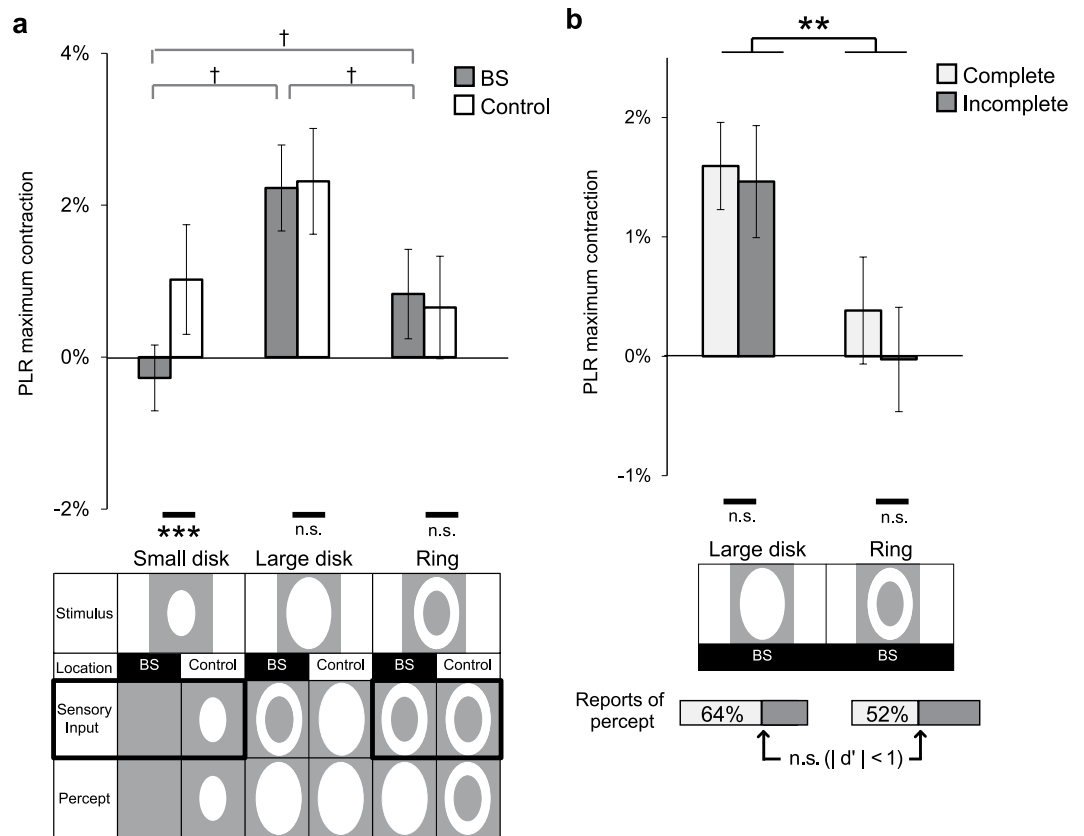 a
4%
†
†
†
BS
Control
2%
PLR maximum contraction
0%
-2%
***
n.s.
n.s.
Small disk
Large disk
Ring
Stimulus
Location
BS
Control
BS
Control
BS
Control
Sensory
Input
Percept
b
**
Complete
Incomplete
2%
PLR maximum contraction
1%
0%
-1%
n.s.
n.s.
Large disk
Ring
BS
BS
Reports of
percept
64%
52%
n.s. (| d' | < 1)